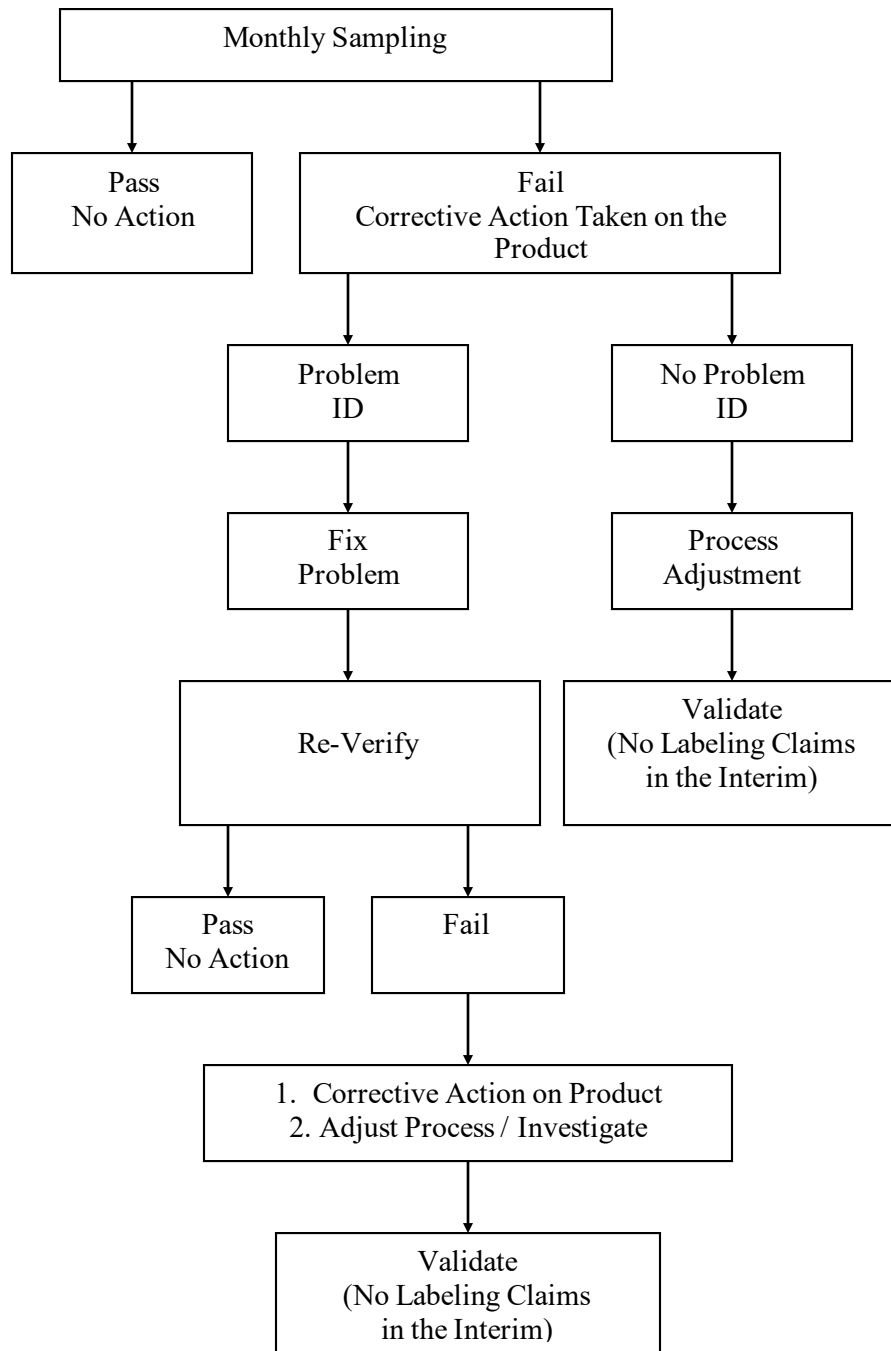 Monthly Sampling
Pass
No Action
Fail
Corrective Action Taken on the
Product
Problem
ID
No Problem
ID
Fix
Problem
Process
Adjustment
Re-Verify
Validate
(No Labeling Claims
in the Interim)
Pass
No Action
Fail
1. Corrective Action on Product
2. Adjust Process / Investigate
Validate
(No Labeling Claims
in the Interim)